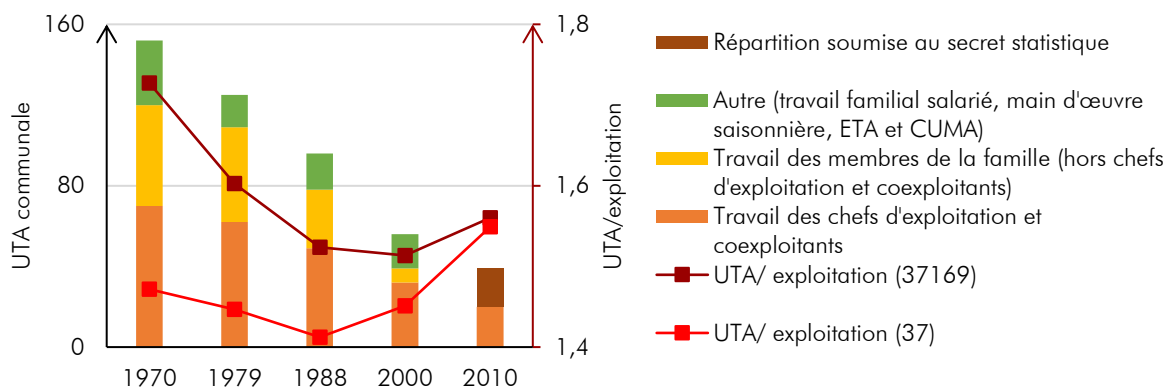 160
80
0
UTA communale
1970
1979
1988
2000
2010
1,8
1,6
1,4
UTA/exploitation
Répartition soumise au secret statistique
Autre (travail familial salarié, main d'œuvre
saisonnière, ETA et CUMA)
Travail des membres de la famille (hors chefs
d'exploitation et coexploitants)
Travail des chefs d'exploitation et
coexploitants
UTA/ exploitation (37169)
UTA/ exploitation (37)